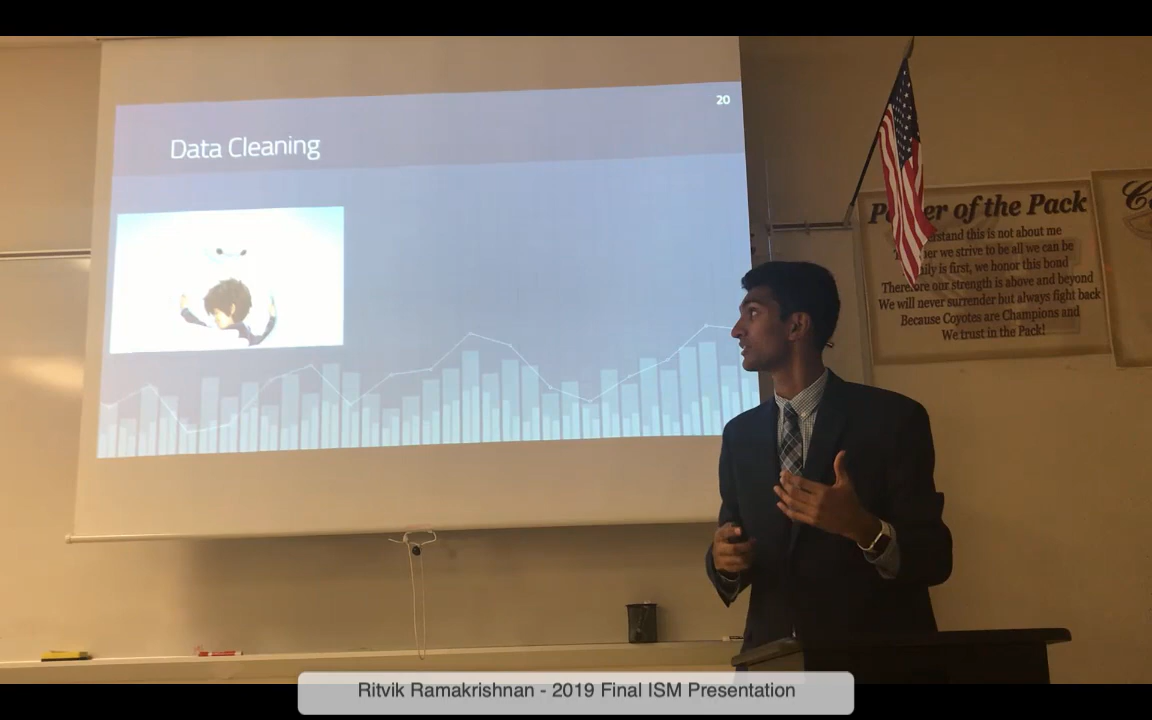 20
Data Cleaning
er of the Pack
stand this is not about me
er we strive to be all we can be
ily is first, we honor this bond
Therefore our strength is above and beyond
We will never surrender but always fight back
Because Coyotes are Champions and
We trust in the Pack!
Ritvik Ramakrishnan - 2019 Final ISM Presentation